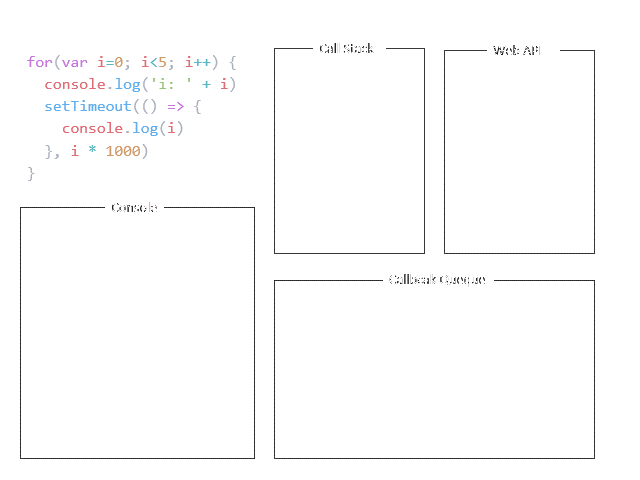 for(var i=0; i<5; i++) {
console.log('i: ' + i)
setTimeout(() => {
console.log(i)
}, i * 1000)
}
Call Stack
Web API
Console
Callback Queue